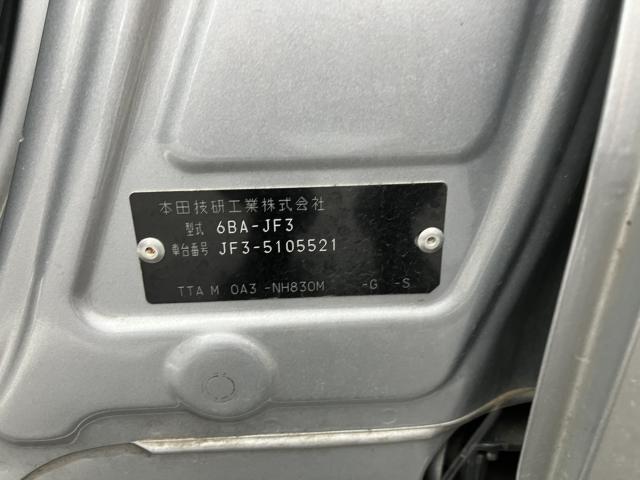 本田技研工業株式会社
型式 6BA-JF3
車台番号 JF3-5105521
TTA M 0A3 -NH830M -G -S